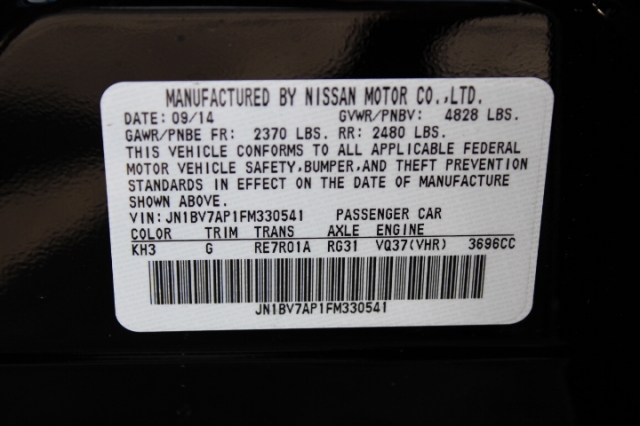 MANUFACTURED BY NISSAN MOTOR CO.,LTD.
DATE: 09/14 GVWR/PNBV: 4828 LBS.
GAWR/PNBE FR: 2370 LBS. RR: 2480 LBS.
THIS VEHICLE CONFORMS TO ALL APPLICABLE FEDERAL
MOTOR VEHICLE SAFETY,BUMPER,AND THEFT PREVENTION
STANDARDS IN EFFECT ON THE DATE OF MANUFACTURE
SHOWN ABOVE.
VIN: JN1BV7AP1FM330541 PASSENGER CAR
COLOR TRIM TRANS AXLE ENGINE
KH3 G RE7R01A RG31 VQ37(VHR) 3696CC
JN1BV7AP1FM330541